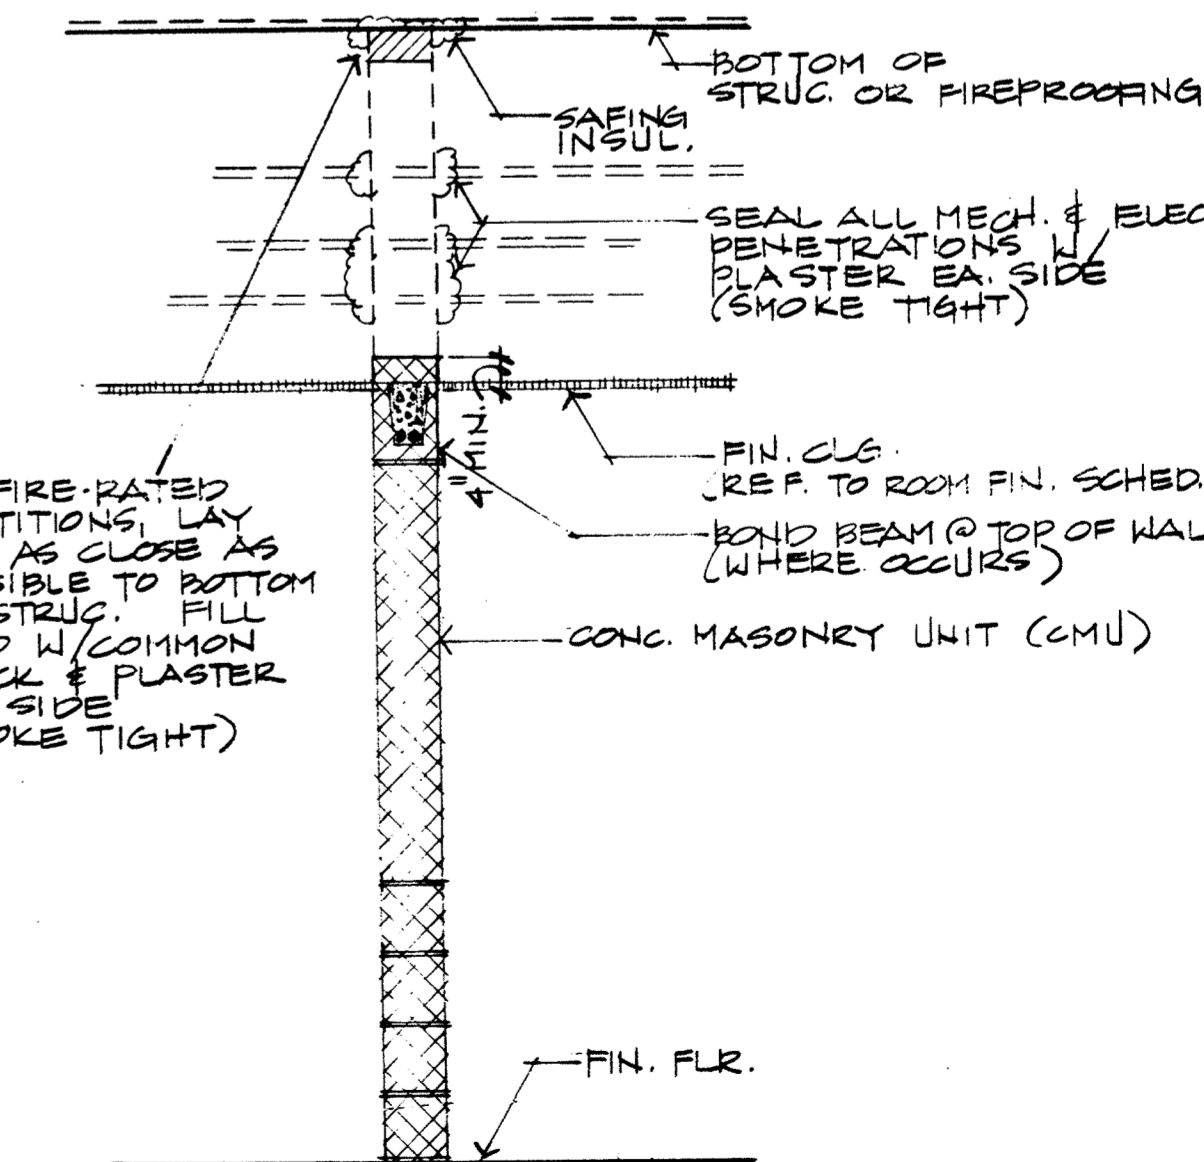 BOTTOM OF
STRUC. OR FIREPROOFING
SAFING
INSUL.
SEAL ALL MECH. & ELEC
PENETRATIONS W/
PLASTER EA. SIDE
(SMOKE TIGHT)
4" MIN.
FIN. CLG.
REF. TO ROOM FIN. SCHED.
BOND BEAM @ TOP OF WAL
(WHERE OCCURS)
CONC. MASONRY UNIT (CMU)
FIRE-RATED
TITIONS, LAY
AS CLOSE AS
SIBLE TO BOTTOM
STRUC. FILL
D W/COMMON
CK & PLASTER
SIDE
OKE TIGHT)
FIN. FLR.